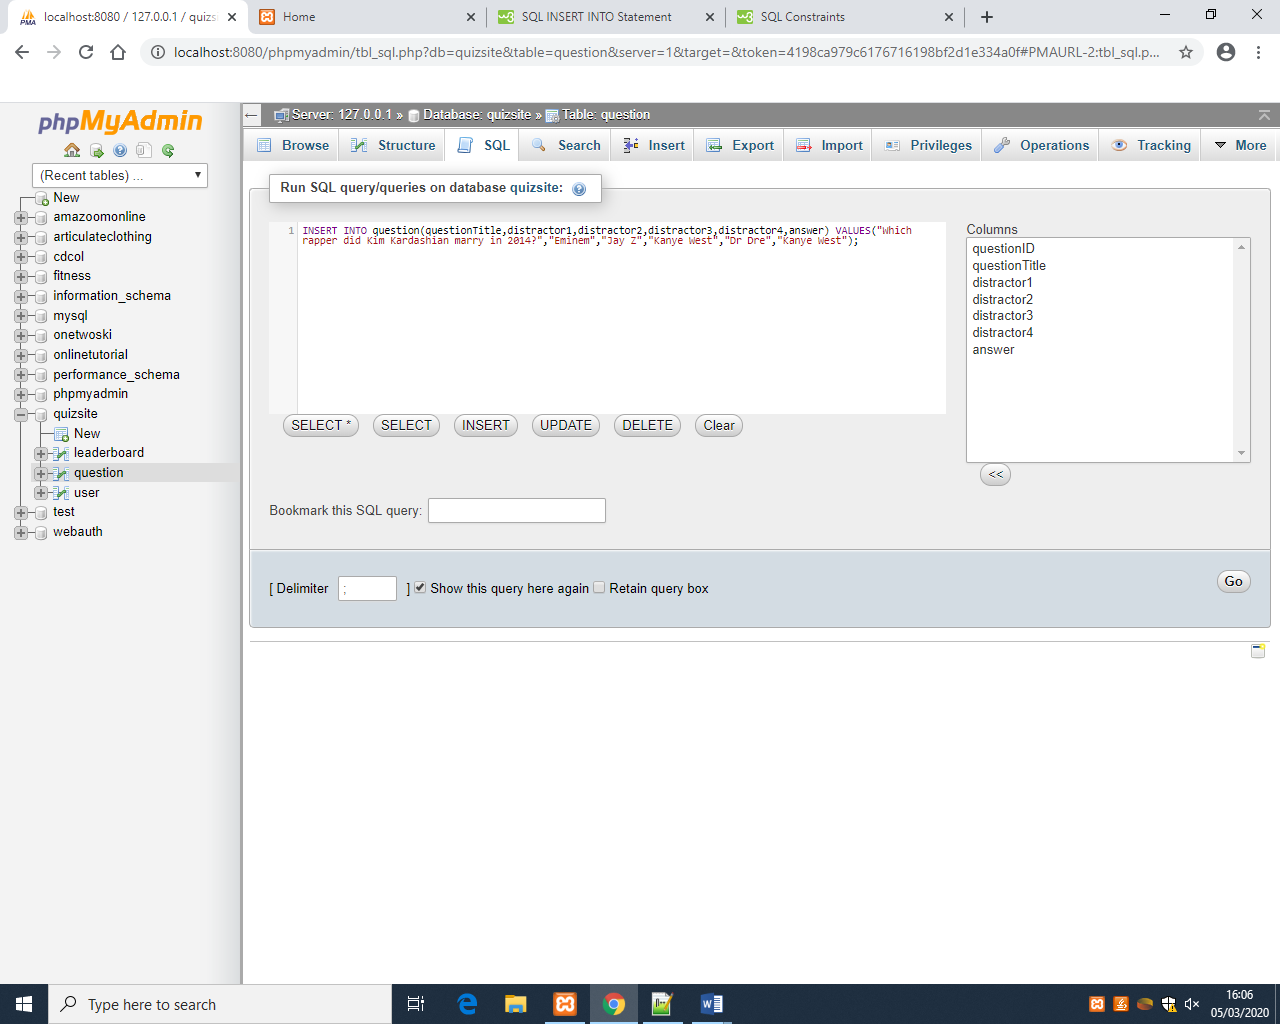 localhost:8080 / 127.0.0.1 / quizs
Home
SQL INSERT INTO Statement
SQL Constraints
localhost:8080/phpmyadmin/tbl_sql.php?db=quizsite&table=question&server=1&target=&token=4198ca979c6176716198bf2d1e334a0f#PMAURL-2:tbl_sql.p...
phpMyAdmin
(Recent tables) ...
New
amazoomonline
articulateclothing
cdcol
fitness
information_schema
mysql
onetwoski
onlinetutorial
performance_schema
phpmyadmin
quizsite
New
leaderboard
question
user
test
webauth
Server: 127.0.0.1 » Database: quizsite » Table: question
Browse
Structure
SQL
Search
Insert
Export
Import
Privileges
Operations
Tracking
More
Run SQL query/queries on database quizsite:
1
INSERT INTO question(questionTitle,distractor1,distractor2,distractor3,distractor4,answer) VALUES("Which
rapper did Kim Kardashian marry in 2014?","Eminem","Jay Z","Kanye West","Dr Dre","Kanye West");
Columns
questionID
questionTitle
distractor1
distractor2
distractor3
distractor4
answer
SELECT *
SELECT
INSERT
UPDATE
DELETE
Clear
<<
Bookmark this SQL query:
[ Delimiter ; ] Show this query here again Retain query box
Go
Type here to search
16:06
05/03/2020